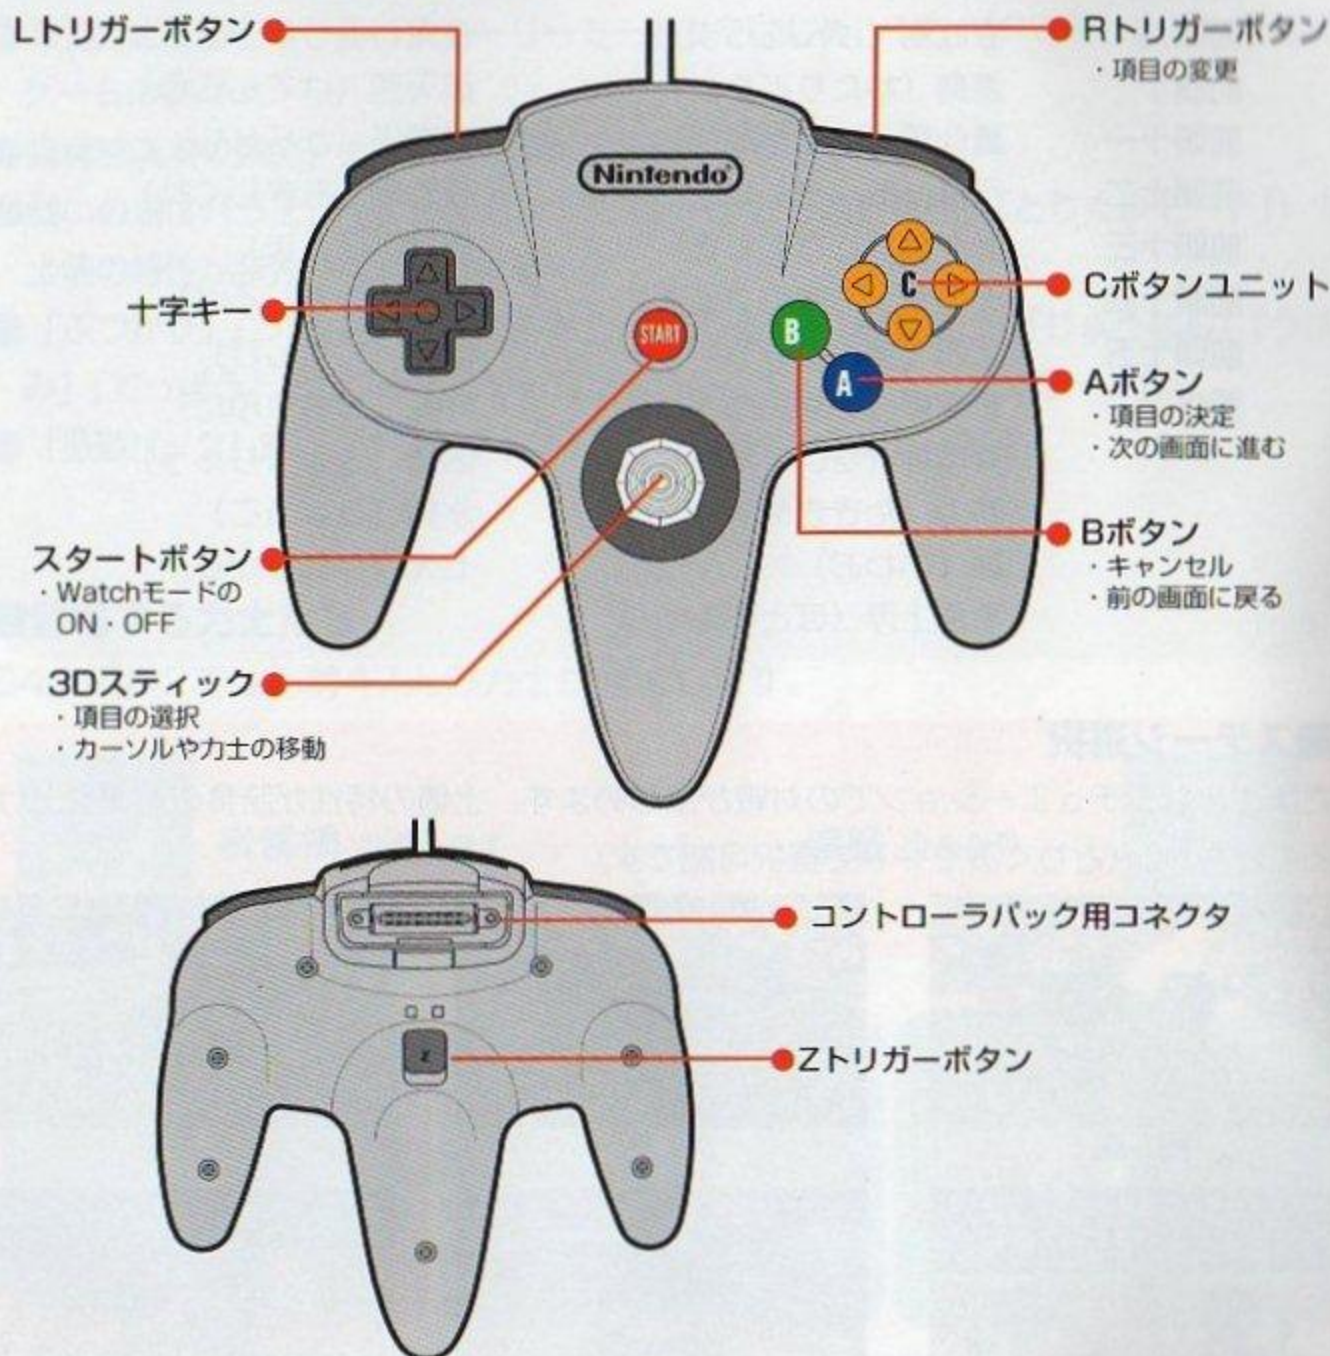 Lトリガーボタン
Rトリガーボタン
・項目の変更
Nintendo
十字キー
START
B
A
C
Cボタンユニット
Aボタン
・項目の決定
・次の画面に進む
Bボタン
・キャンセル
・前の画面に戻る
スタートボタン
・Watchモードの
ON・OFF
3Dスティック
・項目の選択
・カーソルや力士の移動
コントローラパック用コネクタ
Z
Zトリガーボタン